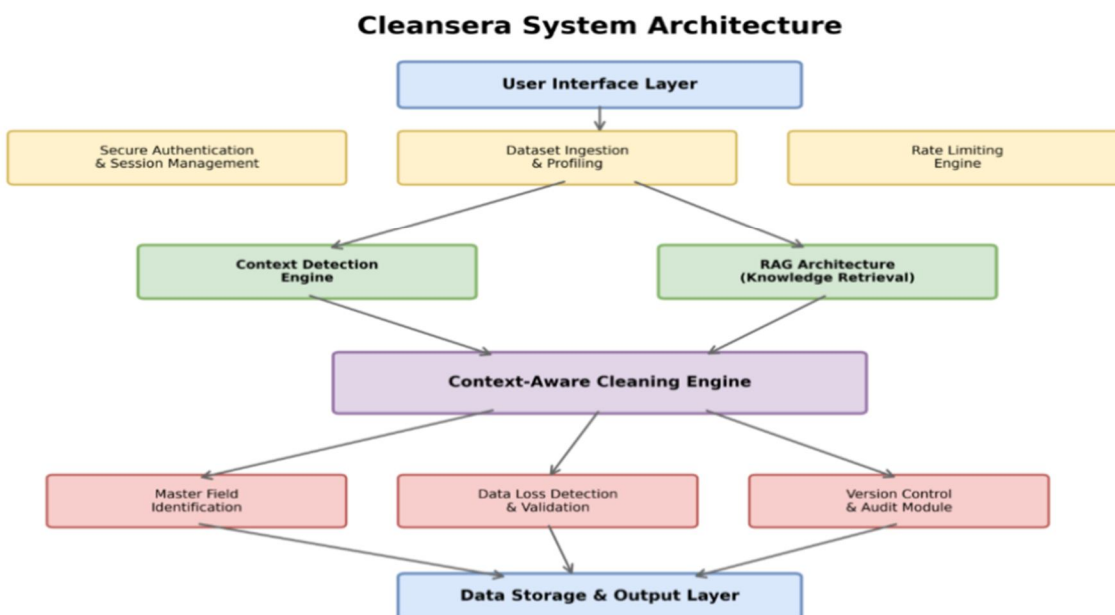 Cleansera System Architecture
User Interface Layer
Secure Authentication
& Session Management
Dataset Ingestion
& Profiling
Rate Limiting
Engine
Context Detection
Engine
RAG Architecture
(Knowledge Retrieval)
Context-Aware Cleaning Engine
Master Field
Identification
Data Loss Detection
& Validation
Version Control
& Audit Module
Data Storage & Output Layer